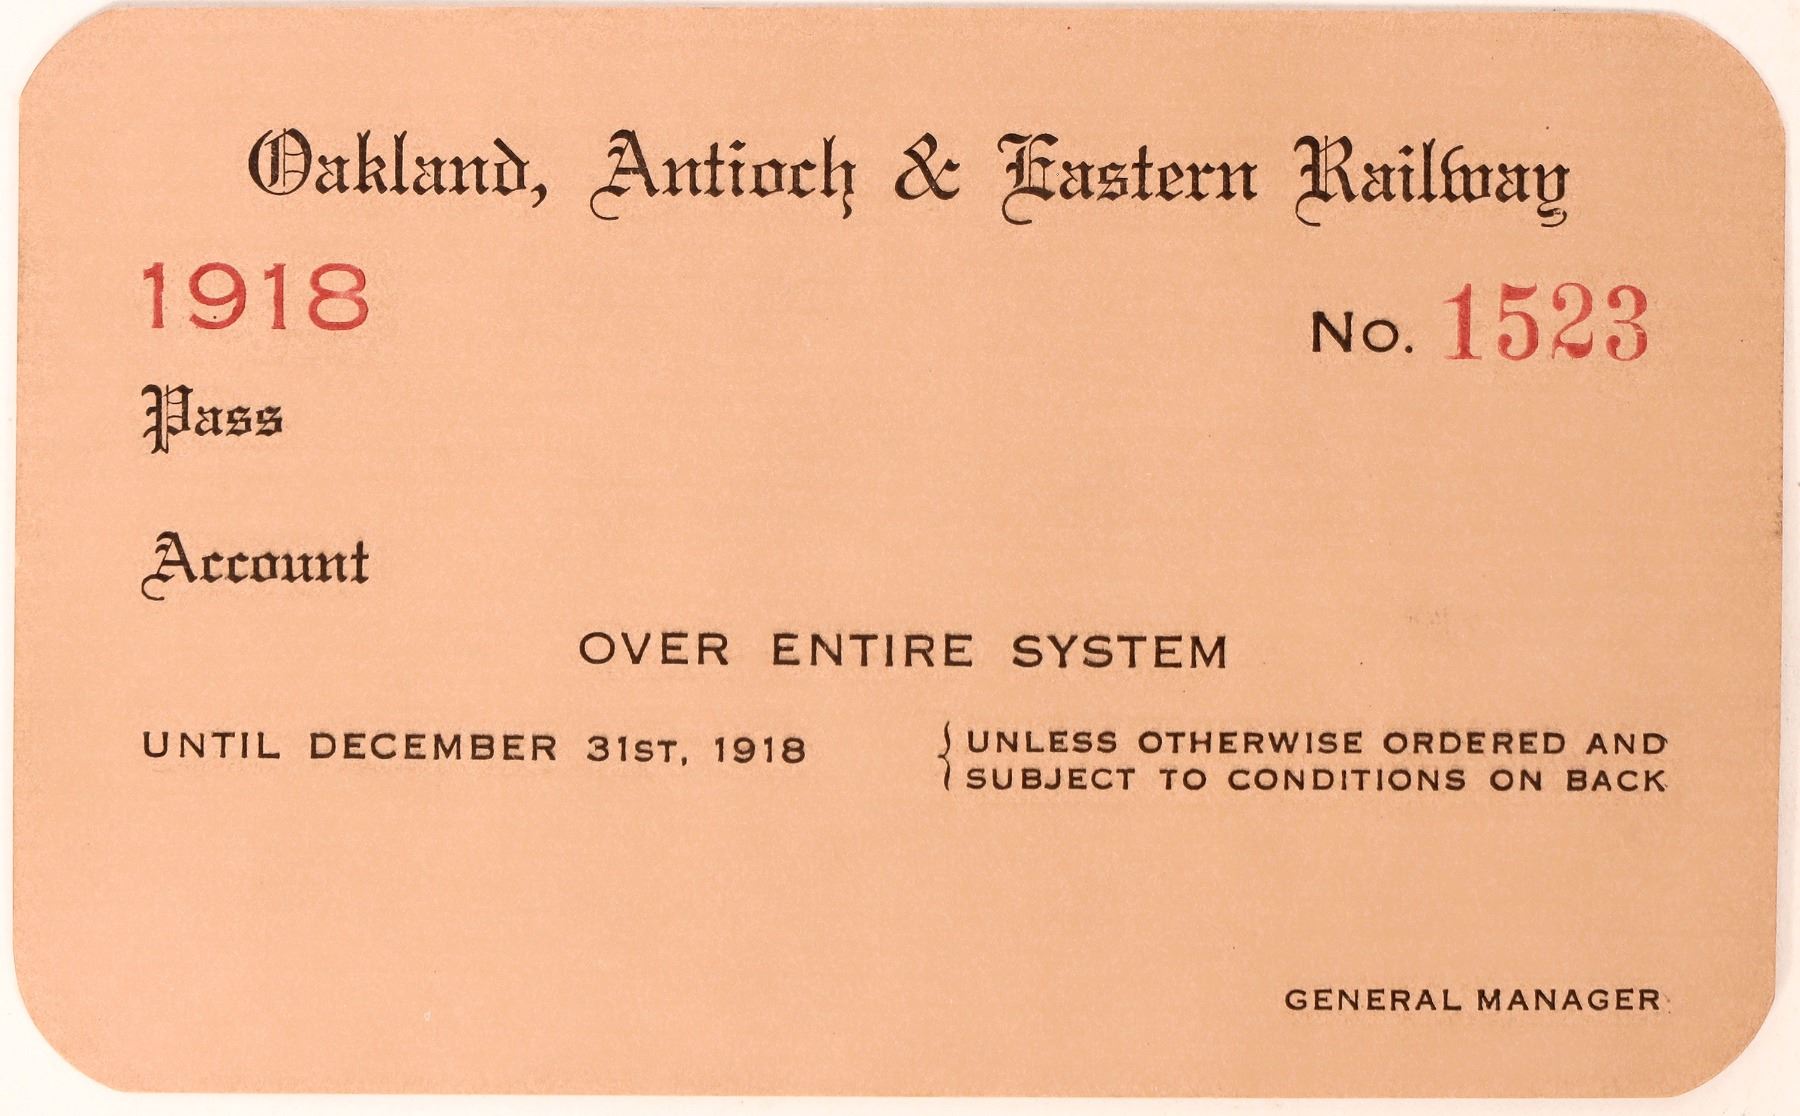 Oakland, Antioch & Eastern Railway
1918
No. 1523
Pass
Account
OVER ENTIRE SYSTEM
UNTIL DECEMBER 31ST, 1918
UNLESS OTHERWISE ORDERED AND
SUBJECT TO CONDITIONS ON BACK
GENERAL MANAGER